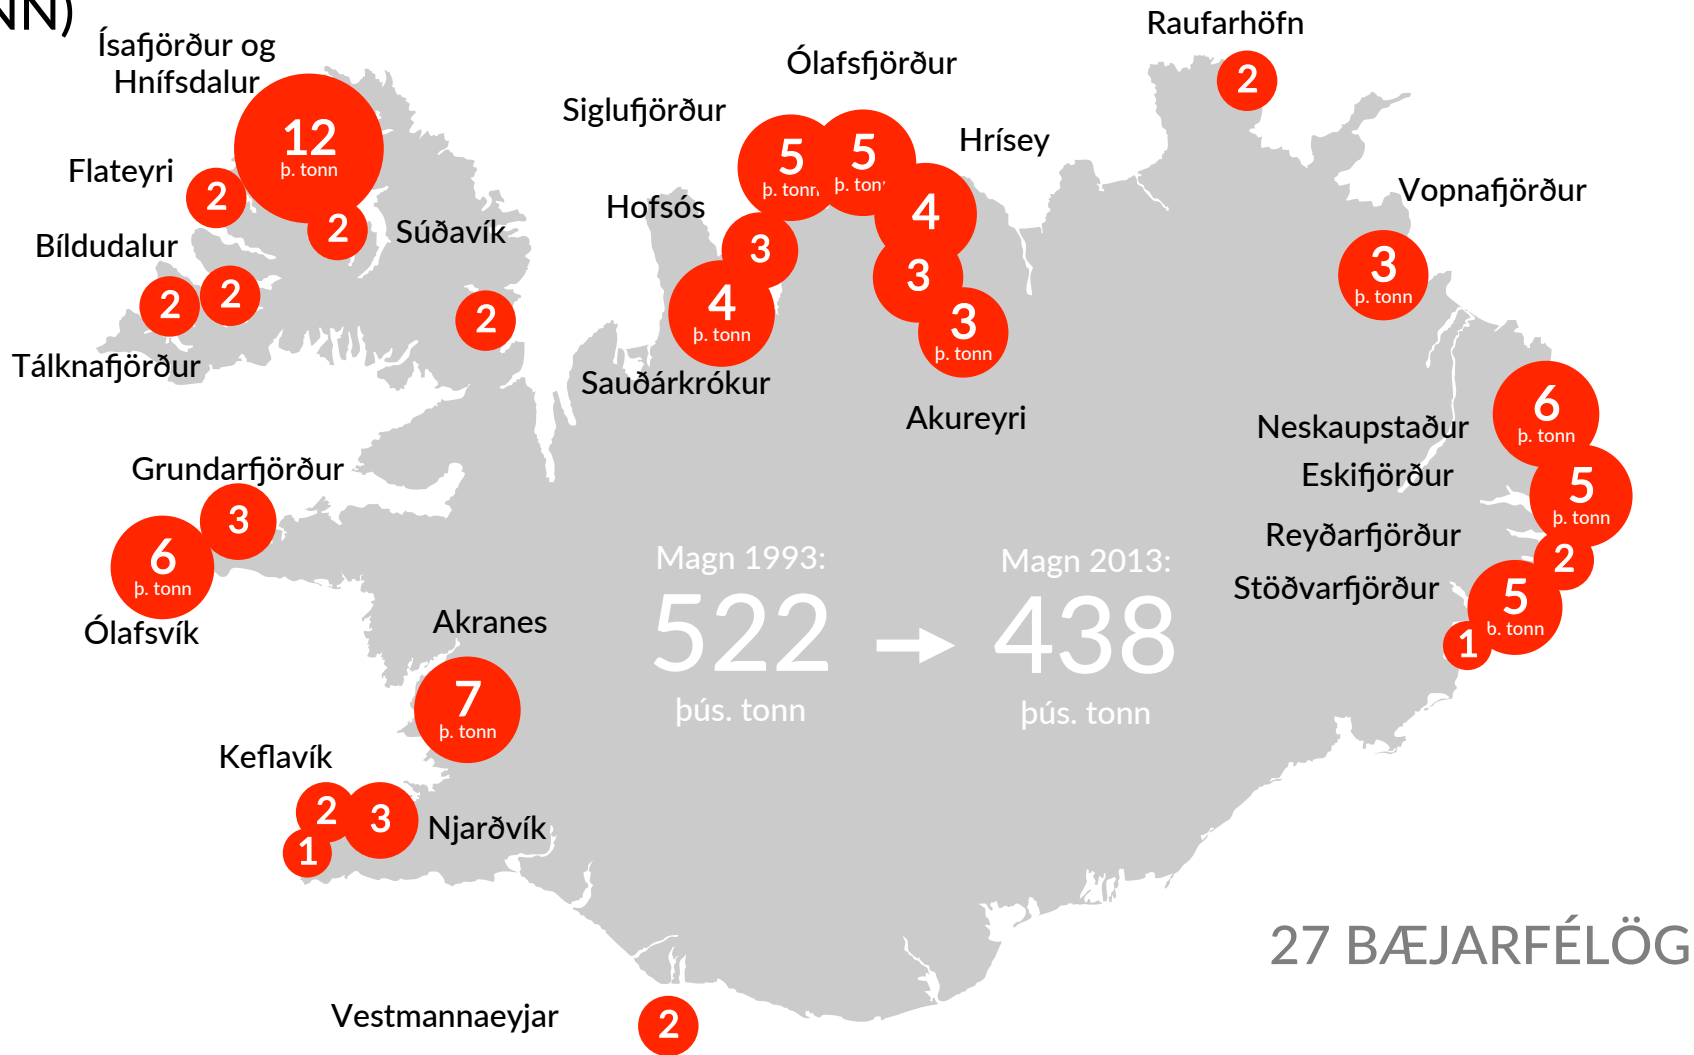 NN)
Ísafjörður og
Hnífsdalur
12
þ. tonn
Flateyri
2
2
Súðavík
Bíldudalur
2
2
2
Tálknafjörður
Raufarhöfn
2
Ólafsfjörður
Siglufjörður
5
þ. tonn
5
þ. ton
Hrísey
4
Hofsós
3
3
4
þ. tonn
Sauðárkrókur
3
þ. tonn
Akureyri
Vopnafjörður
3
þ. tonn
6
þ. tonn
Neskaupstaður
Eskifjörður
5
þ. tonn
Reyðarfjörður
2
Stöðvarfjörður
5
þ. tonn
1
Grundarfjörður
3
6
þ. tonn
Ólafsvík
Magn 1993:
522
þús. tonn
Magn 2013:
438
þús. tonn
Akranes
7
þ. tonn
Keflavík
2
3
1
Njarðvík
27 BÆJARFÉLÖG
Vestmannaeyjar
2